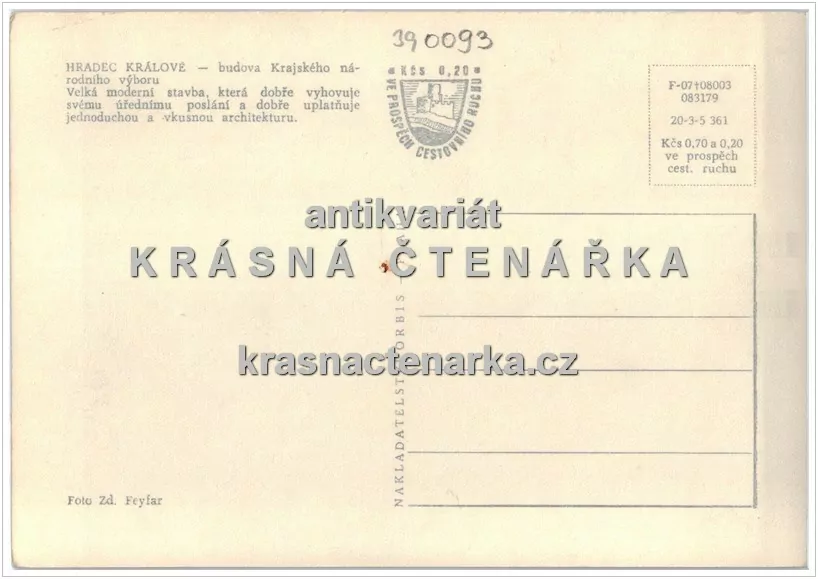 390093
HRADEC KRÁLOVÉ — budova Krajského ná-
rodního výboru
Velká moderní stavba, která dobře vyhovuje
svému úřednímu poslání a dobře uplatňuje
jednoduchou a vkusnou architekturu.
Kčs 0,20
VE PROSPĚCH CESTOVNÍHO RUCHU
F-07†08003
083179
20-3-5 361
Kčs 0,70 a 0,20
ve prospěch
cest. ruchu
antikvariát
KRÁSNÁ ČTENÁŘKA
krasnactenarka.cz
NAKLADATELSTVÍ ORBIS
Foto Zd. Feyfar